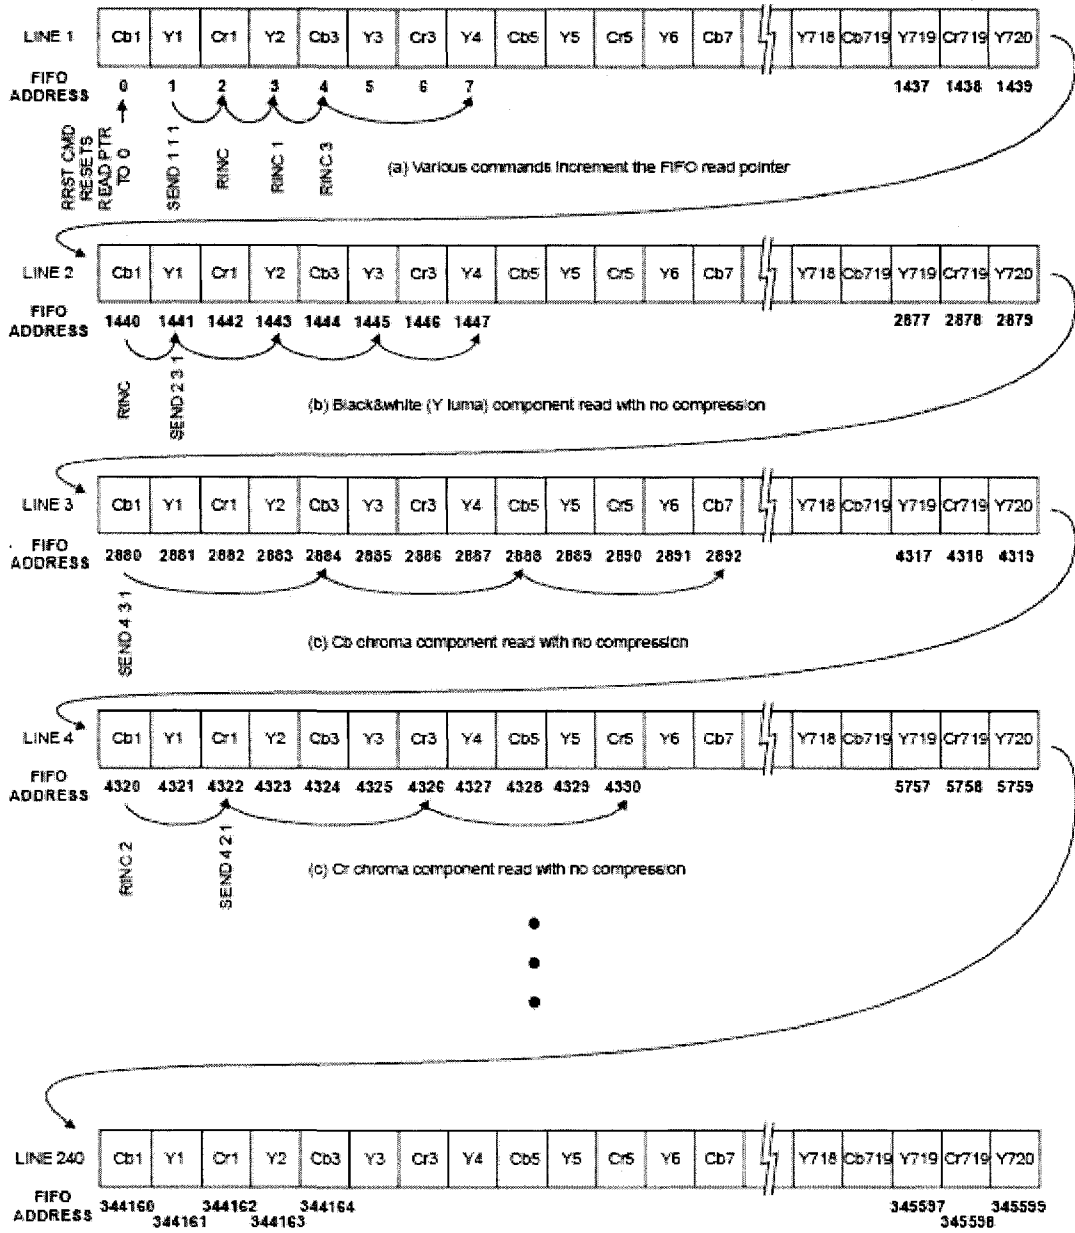 LINE 1 Cb1 Y1 Cr1 Y2 Cb3 Y3 Cr3 Y4 Cb5 Y5 Cr5 Y6 Cb7 Y718 Cb719 Y719 Cr719 Y720
FIFO ADDRESS 0 1 2 3 4 5 6 7 1437 1438 1439
RRST CMD RESETS READ PTR TO 0
SEND 1 1 1
RINC
RINC 1
RINC 3
(a) Various commands increment the FIFO read pointer
LINE 2 Cb1 Y1 Cr1 Y2 Cb3 Y3 Cr3 Y4 Cb5 Y5 Cr5 Y6 Cb7 Y718 Cb719 Y719 Cr719 Y720
FIFO ADDRESS 1440 1441 1442 1443 1444 1445 1446 1447 2877 2878 2879
RINC
SEND 2 3 1
(b) Black&white (Y luma) component read with no compression
LINE 3 Cb1 Y1 Cr1 Y2 Cb3 Y3 Cr3 Y4 Cb5 Y5 Cr5 Y6 Cb7 Y718 Cb719 Y719 Cr719 Y720
FIFO ADDRESS 2880 2881 2882 2883 2884 2885 2886 2887 2888 2889 2890 2891 2892 4317 4318 4319
SEND 4 3 1
(c) Cb chroma component read with no compression
LINE 4 Cb1 Y1 Cr1 Y2 Cb3 Y3 Cr3 Y4 Cb5 Y5 Cr5 Y6 Cb7 Y718 Cb719 Y719 Cr719 Y720
FIFO ADDRESS 4320 4321 4322 4323 4324 4325 4326 4327 4328 4329 4330 5757 5758 5759
RINC 2
SEND 4 2 1
(c) Cr chroma component read with no compression
LINE 240 Cb1 Y1 Cr1 Y2 Cb3 Y3 Cr3 Y4 Cb5 Y5 Cr5 Y6 Cb7 Y718 Cb719 Y719 Cr719 Y720
FIFO ADDRESS 344160 344161 344162 344163 344164 345597 345598 345599